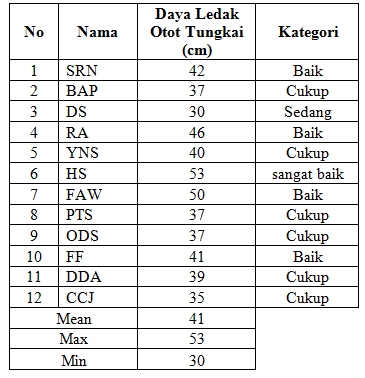 No Nama Daya Ledak Otot Tungkai (cm) Kategori
1 SRN 42 Baik
2 BAP 37 Cukup
3 DS 30 Sedang
4 RA 46 Baik
5 YNS 40 Cukup
6 HS 53 sangat baik
7 FAW 50 Baik
8 PTS 37 Cukup
9 ODS 37 Cukup
10 FF 41 Baik
11 DDA 39 Cukup
12 CCJ 35 Cukup
Mean 41
Max 53
Min 30